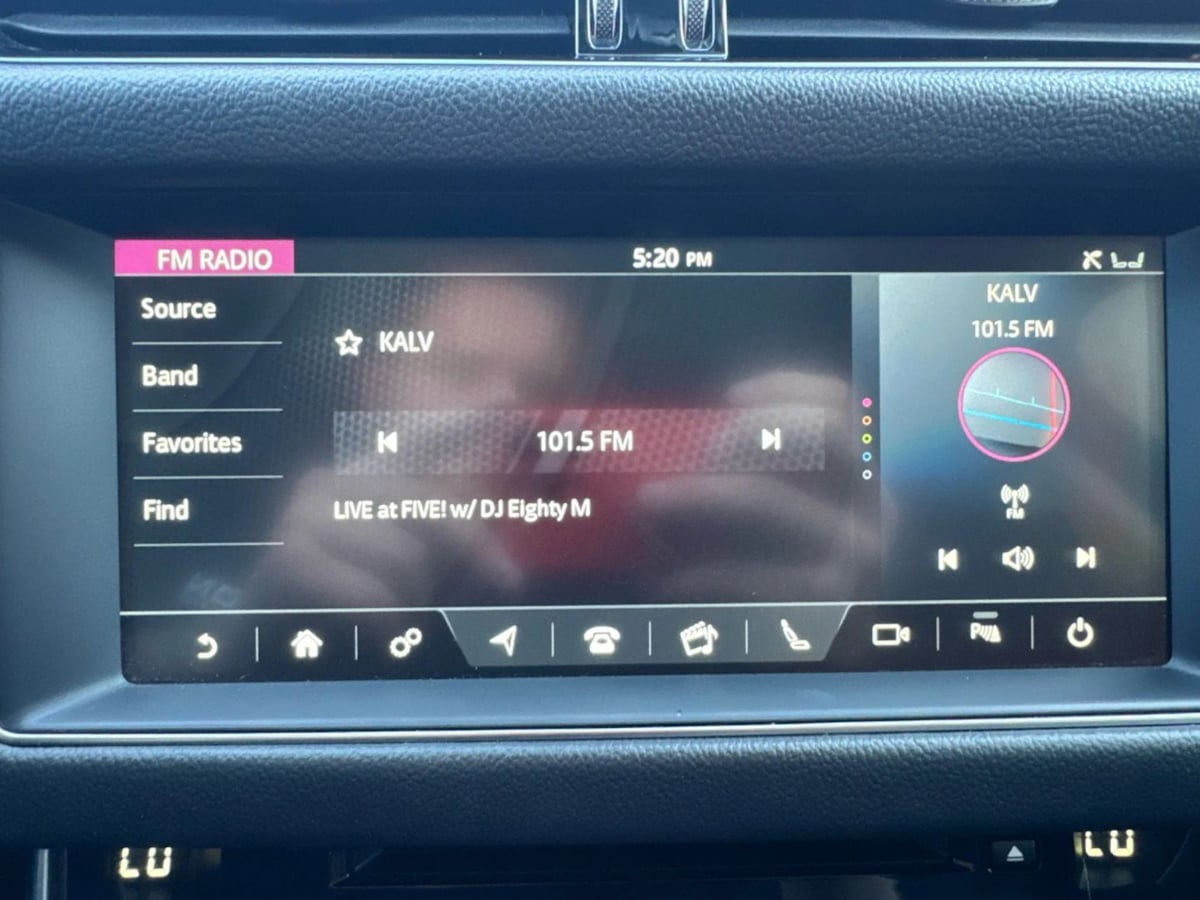 FM RADIO
5:20 PM
Source
Band
Favorites
Find
KALV
101.5 FM
LIVE at FIVE! w/ DJ Eighty M
KALV
101.5 FM
FM
P
LO
LO